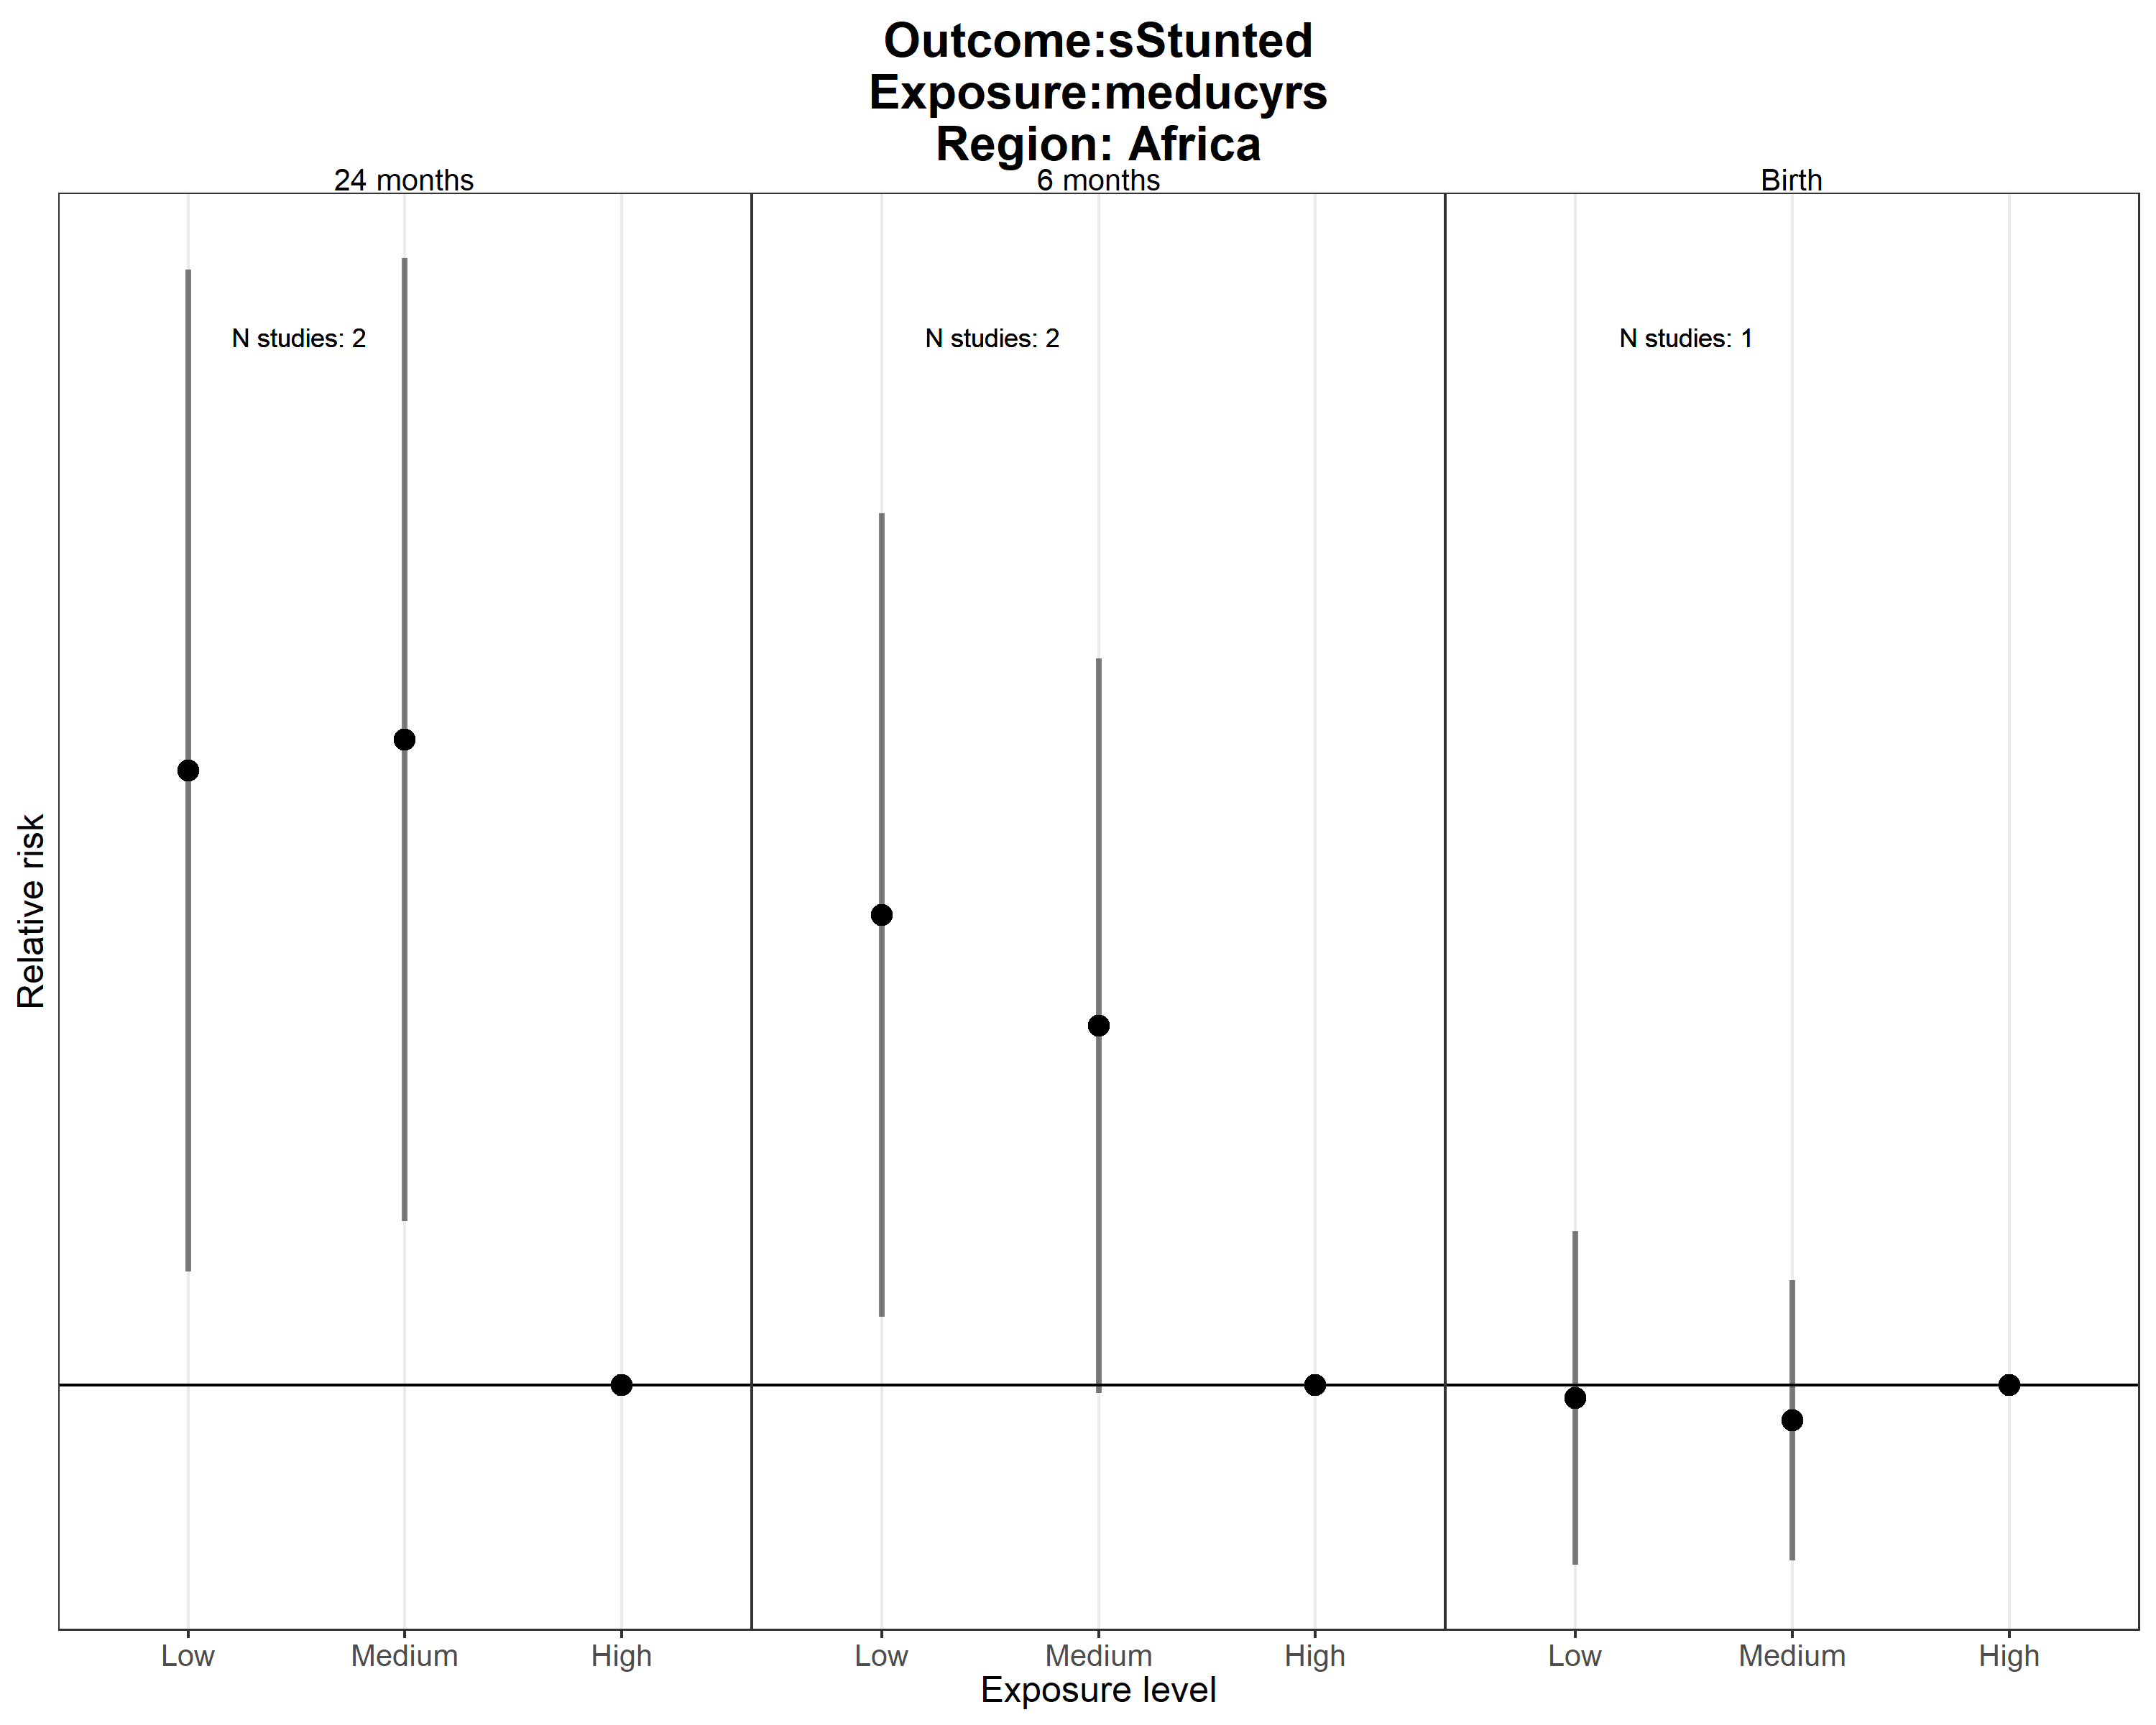 Outcome:sStunted
Exposure:meducyrs
Region: Africa
24 months 6 months Birth
N studies: 2 N studies: 2 N studies: 1
Relative risk
Low Medium High Low Medium High Low Medium High
Exposure level